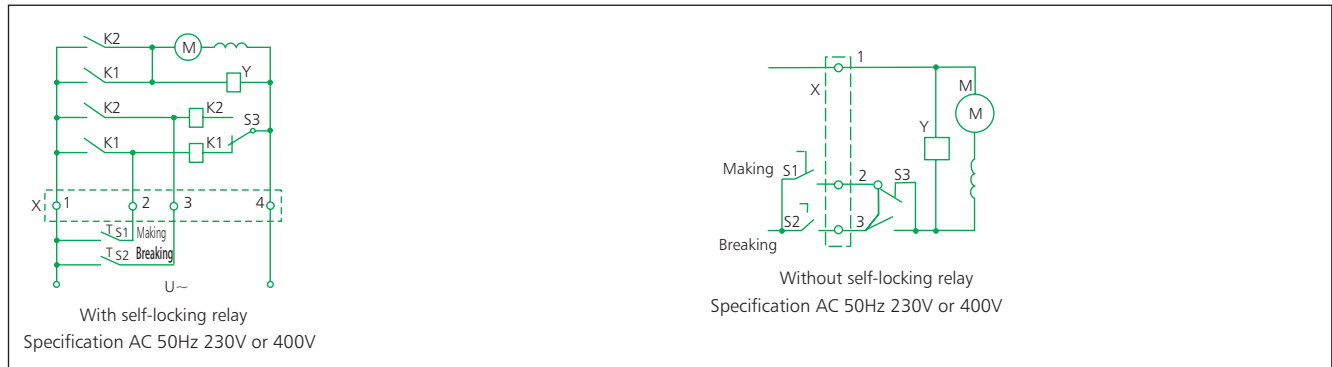 K2
M
K1
Y
K2
K2
S3
K1
K1
X
1
2
3
4
T S1 Making
T S2 Breaking
U~
With self-locking relay
Specification AC 50Hz 230V or 400V
1
X
M
M
Y
Making S1
2
S3
S2
3
Breaking
Without self-locking relay
Specification AC 50Hz 230V or 400V